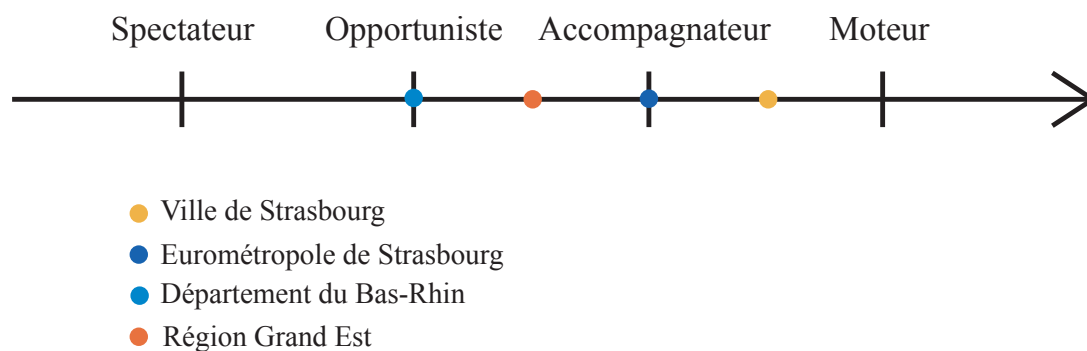 Spectateur Opportuniste Accompagnateur Moteur
Ville de Strasbourg
Eurométropole de Strasbourg
Département du Bas-Rhin
Région Grand Est